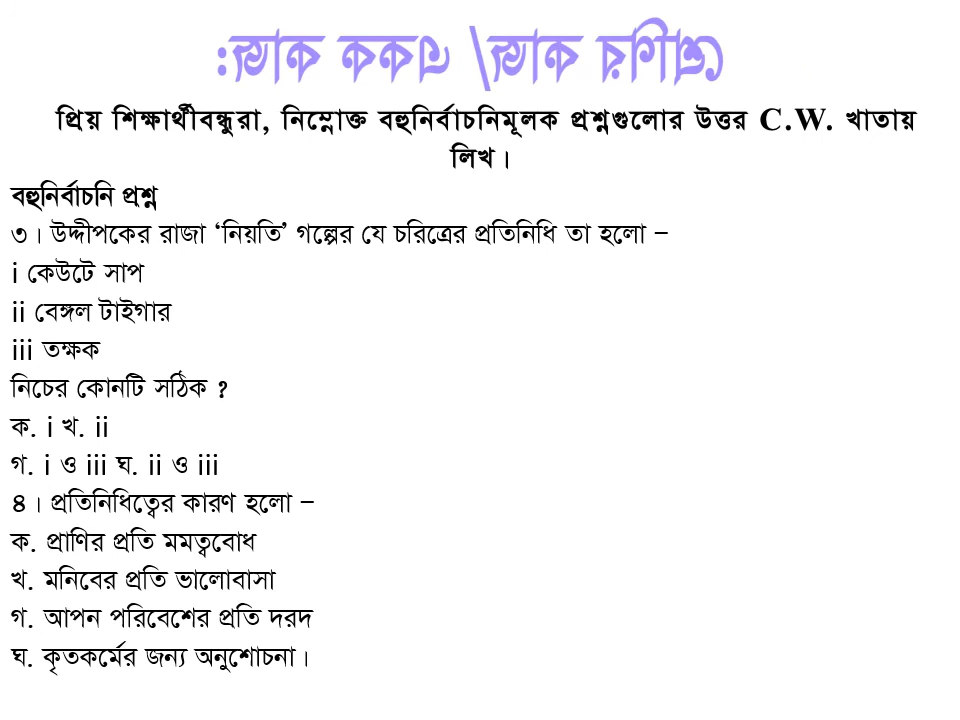 শ্রেণির কাজ/ একক কাজ:
প্রিয় শিক্ষার্থীবন্ধুরা, নিম্নোক্ত বহুনির্বাচনিমূলক প্রশ্নগুলোর উত্তর C.W. খাতায়
লিখ।
বহুনির্বাচনি প্রশ্ন
৩। উদ্দীপকের রাজা ‘নিয়তি’ গল্পের যে চরিত্রের প্রতিনিধি তা হলো –
i কেউটে সাপ
ii বেঙ্গল টাইগার
iii তক্ষক
নিচের কোনটি সঠিক ?
ক. i খ. ii
গ. i ও iii ঘ. ii ও iii
৪। প্রতিনিধিত্বের কারণ হলো –
ক. প্রাণির প্রতি মমত্ববোধ
খ. মনিবের প্রতি ভালোবাসা
গ. আপন পরিবেশের প্রতি দরদ
ঘ. কৃতকর্মের জন্য অনুশোচনা।